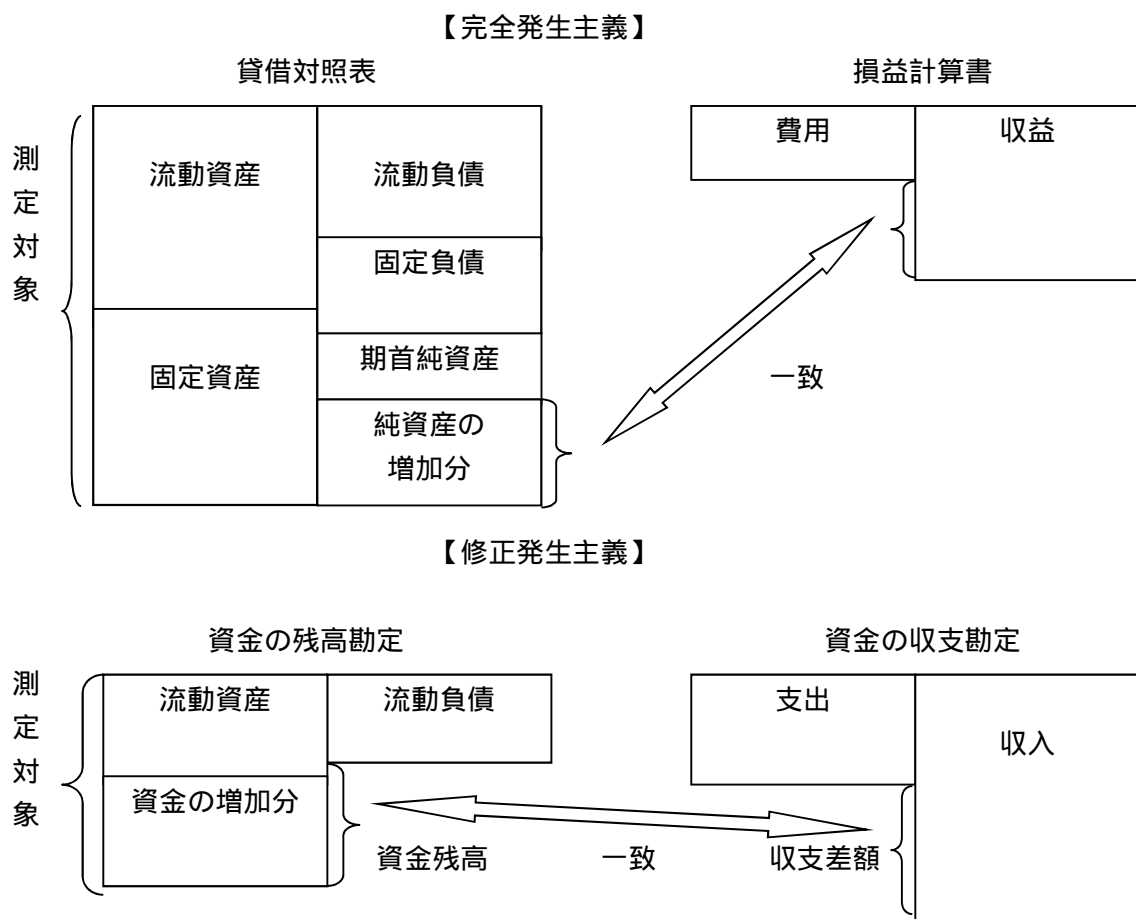 【完全発生主義】
貸借対照表
損益計算書
測定対象
流動資産
流動負債
固定負債
固定資産
期首純資産
純資産の
増加分
費用
収益
一致
【修正発生主義】
資金の残高勘定
資金の収支勘定
測定対象
流動資産
流動負債
資金の増加分
資金残高
一致
収支差額
支出
収入